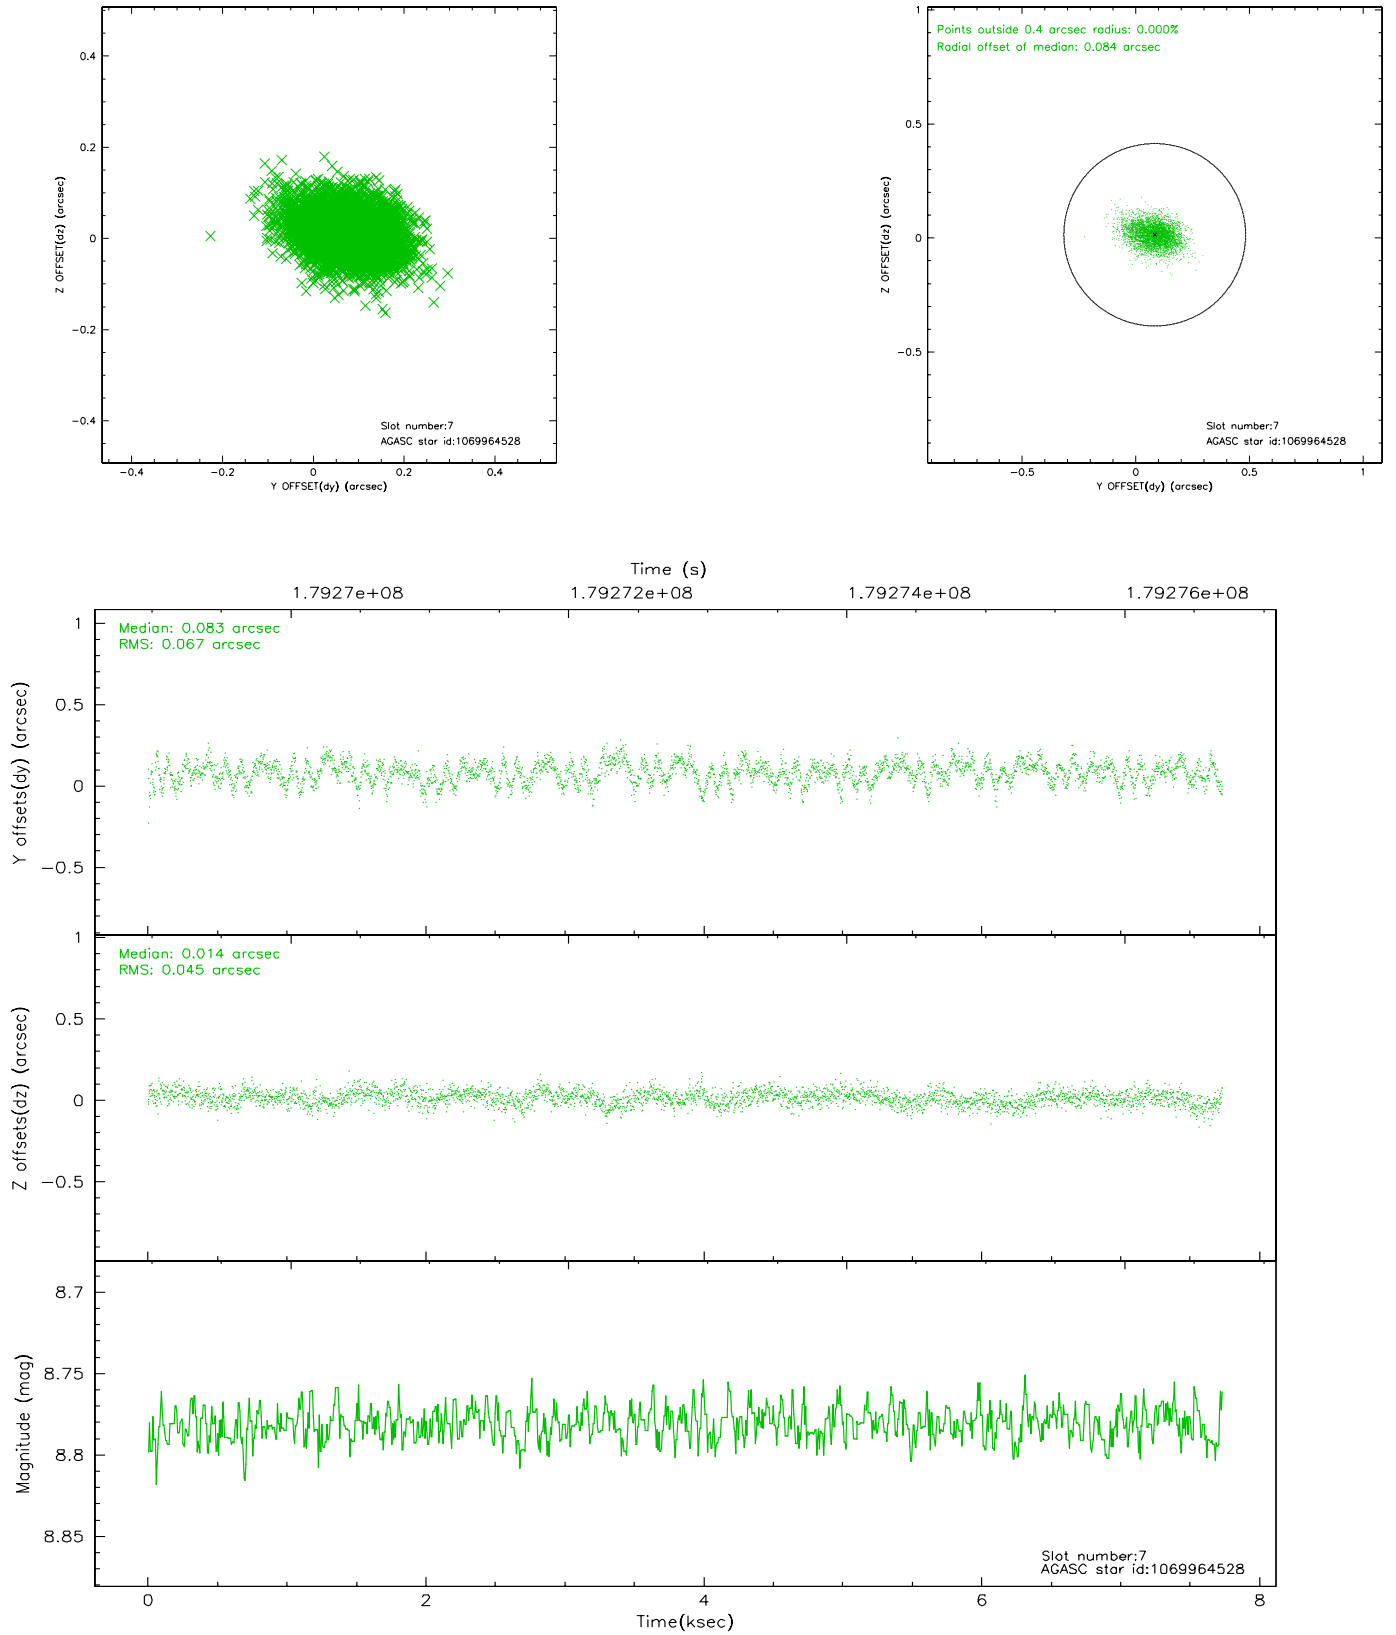 0.4
0.2
0
−0.2
−0.4
Z OFFSET(dz) (arcsec)
Slot number:7
AGASC star id:1069964528
−0.4 −0.2 0 0.2 0.4
Y OFFSET(dy) (arcsec)
Points outside 0.4 arcsec radius: 0.000%
Radial offset of median: 0.084 arcsec
1
0.5
0
−0.5
Z OFFSET(dz) (arcsec)
Slot number:7
AGASC star id:1069964528
−0.5 0 0.5 1
Y OFFSET(dy) (arcsec)
Time (s)
1.7927e+08 1.79272e+08 1.79274e+08 1.79276e+08
Median: 0.083 arcsec
RMS: 0.067 arcsec
1
0.5
0
−0.5
Y offsets(dy) (arcsec)
Median: 0.014 arcsec
RMS: 0.045 arcsec
1
0.5
0
−0.5
Z offsets(dz) (arcsec)
8.7
8.75
8.8
8.85
Magnitude (mag)
Slot number:7
AGASC star id:1069964528
0 2 4 6 8
Time(ksec)